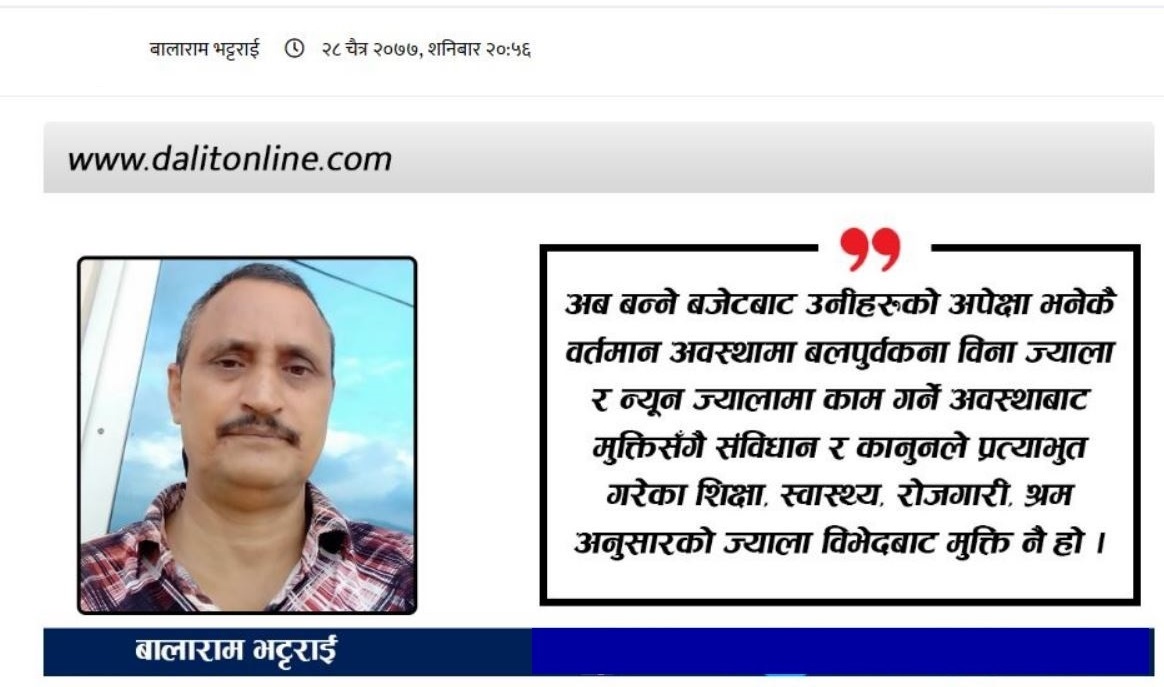 बालाराम भट्टराई २८ चैत्र २०७७, शनिबार २०:५६
www.dalitonline.com
अब बन्ने बजेटबाट उनीहरुको अपेक्षा भनेकै
वर्तमान अवस्थामा बलपुर्वकना विना ज्याला
र न्यून ज्यालामा काम गर्ने अवस्थाबाट
मुक्तिसँगै संविधान र कानुनले प्रत्याभुत
गरेका शिक्षा, स्वास्थ्य, रोजगारी, श्रम
अनुसारको ज्याला विभेदबाट मुक्ति नै हो ।
बालाराम भट्टराई